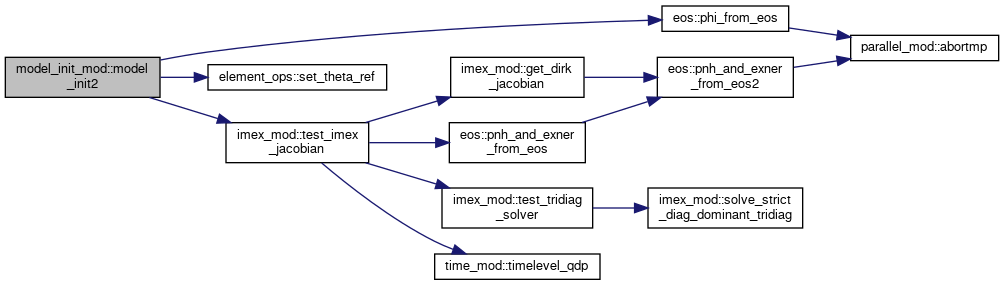 model_init_mod::model
_init2
eos::phi_from_eos
element_ops::set_theta_ref
imex_mod::test_imex
_jacobian
imex_mod::get_dirk
_jacobian
eos::pnh_and_exner
_from_eos
imex_mod::test_tridiag
_solver
time_mod::timelevel_qdp
eos::pnh_and_exner
_from_eos2
imex_mod::solve_strict
_diag_dominant_tridiag
parallel_mod::abortmp